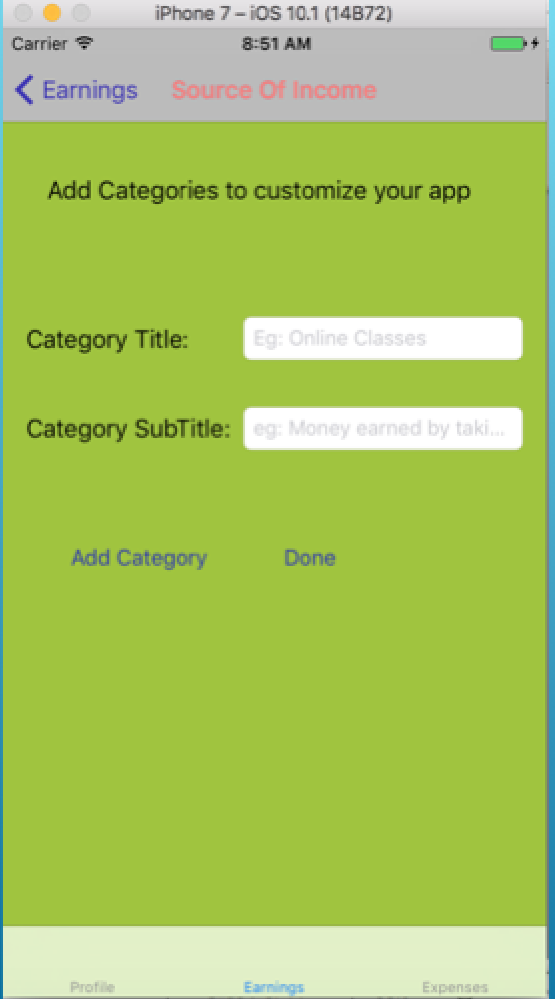 iPhone 7 – iOS 10.1 (14B72)
Carrier 8:51 AM
Earnings Source Of Income
Add Categories to customize your app
Category Title: Eg: Online Classes
Category SubTitle: eg: Money earned by taki...
Add Category Done
Profile Earnings Expenses